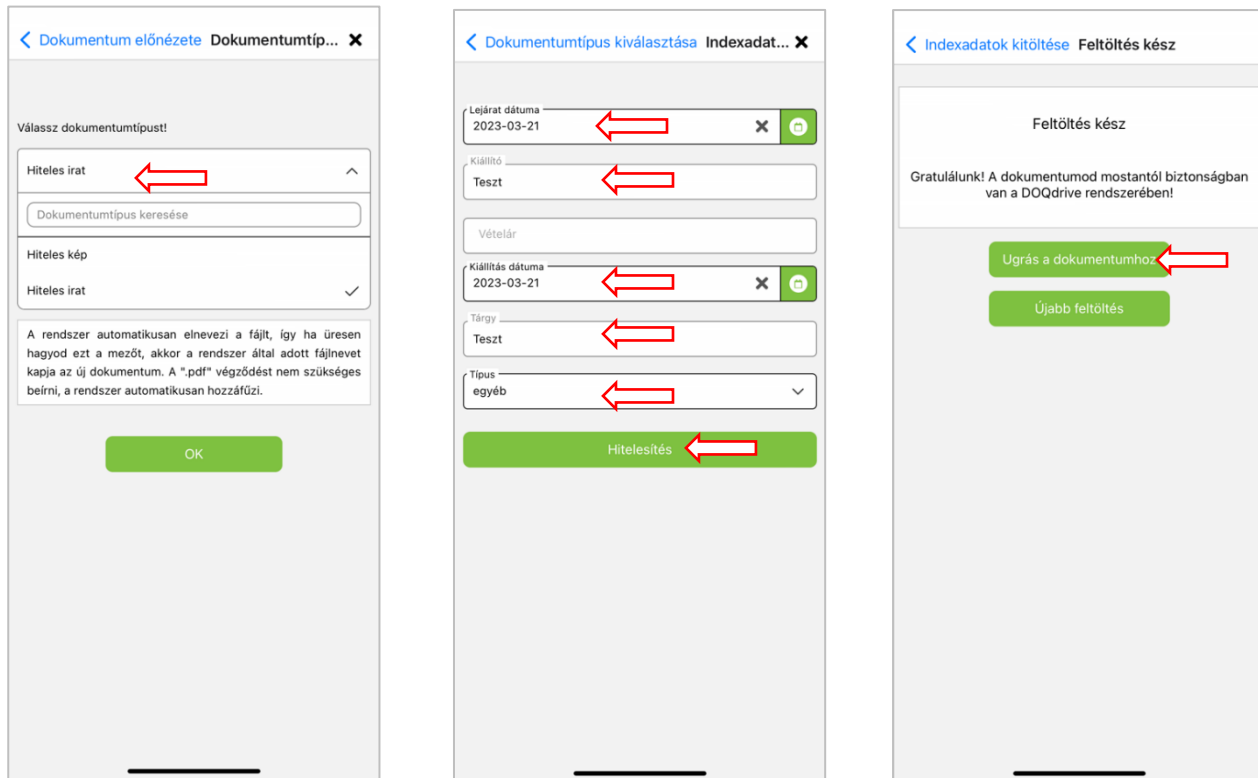 Dokumentum előnézete Dokumentumtíp...
Válassz dokumentumtípust!
Hiteles irat
Dokumentumtípus keresése
Hiteles kép
Hiteles irat
A rendszer automatikusan elnevezi a fájlt, így ha üresen
hagyod ezt a mezőt, akkor a rendszer által adott fájlnevet
kapja az új dokumentum. A ".pdf" végződést nem szükséges
beírni, a rendszer automatikusan hozzáfűzi.
OK
Dokumentumtípus kiválasztása Indexadat...
Lejárat dátuma
2023-03-21
Kiállító
Teszt
Vételár
Kiállítás dátuma
2023-03-21
Tárgy
Teszt
Típus
egyéb
Hitelesítés
Indexadatok kitöltése Feltöltés kész
Feltöltés kész
Gratulálunk! A dokumentumod mostantól biztonságban
van a DOQdrive rendszerében!
Ugrás a dokumentumhoz
Újabb feltöltés